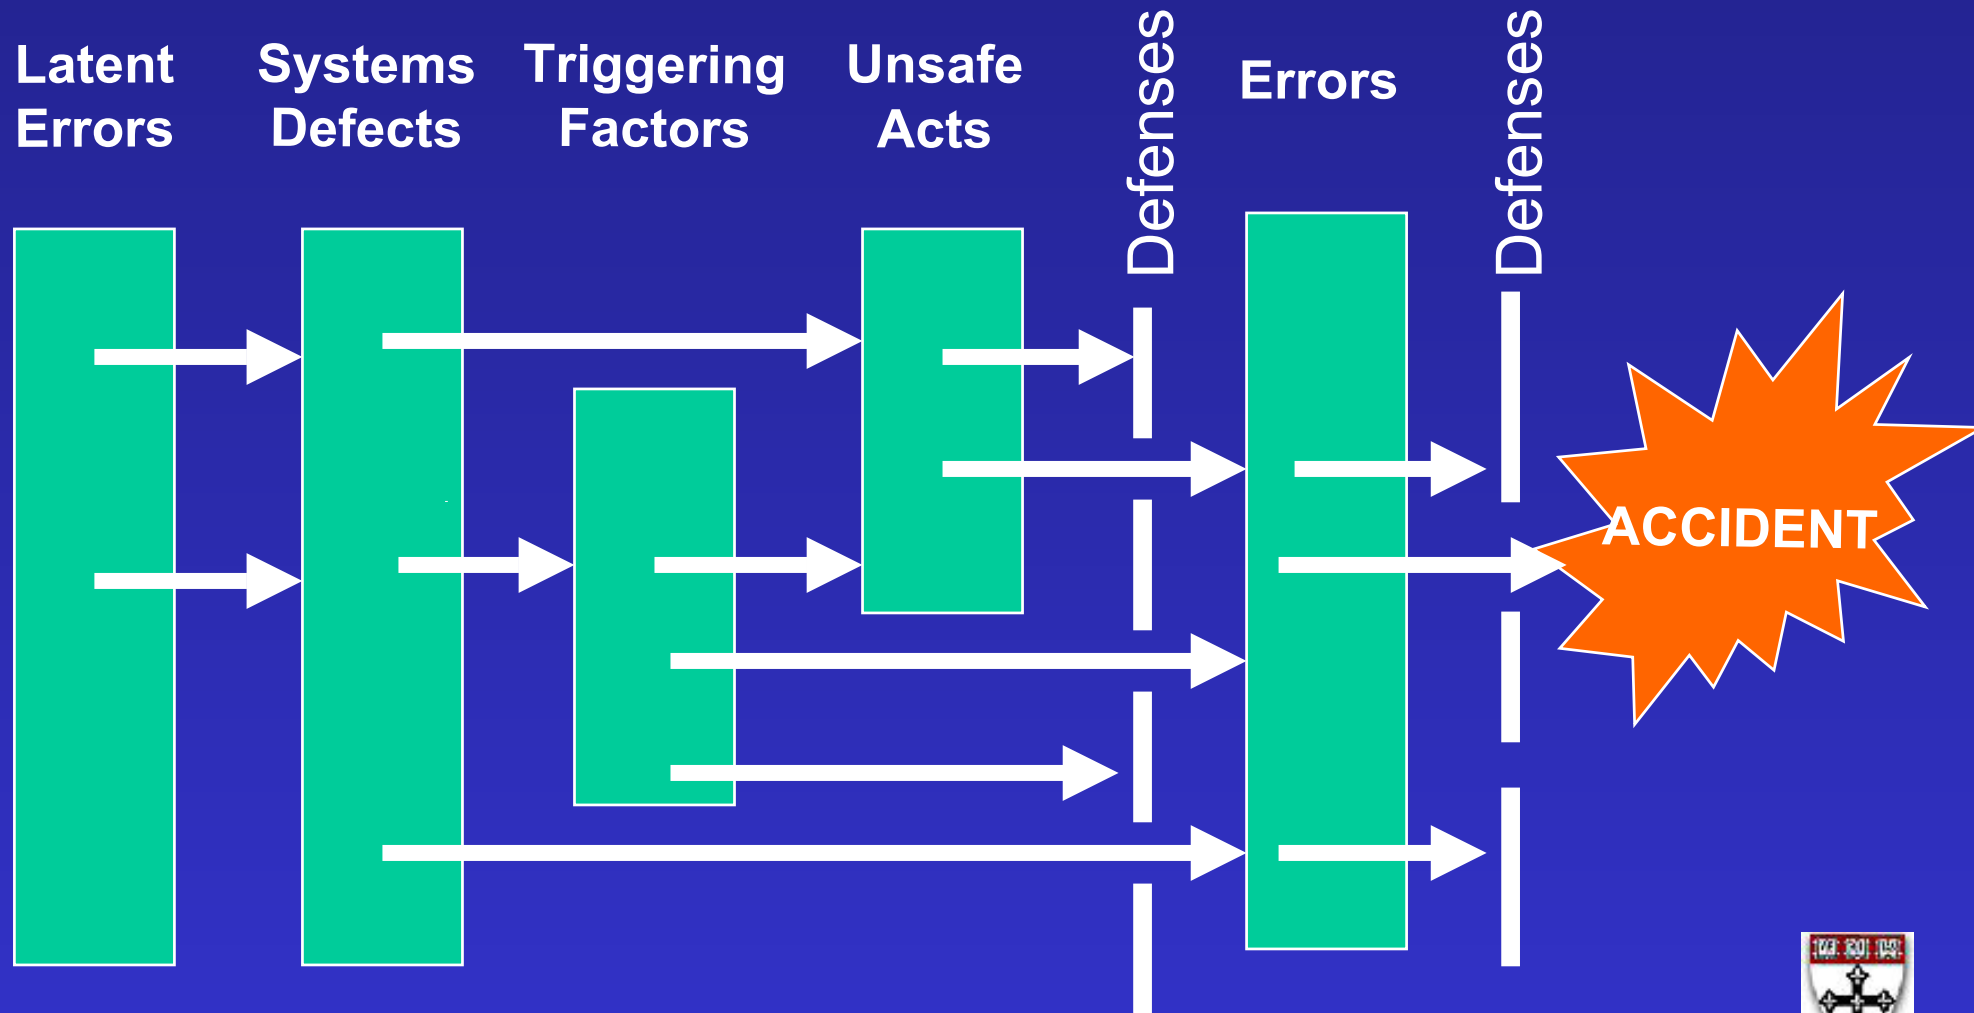 Latent
Errors
Systems
Defects
Triggering
Factors
Unsafe
Acts
Defenses
Errors
Defenses
ACCIDENT